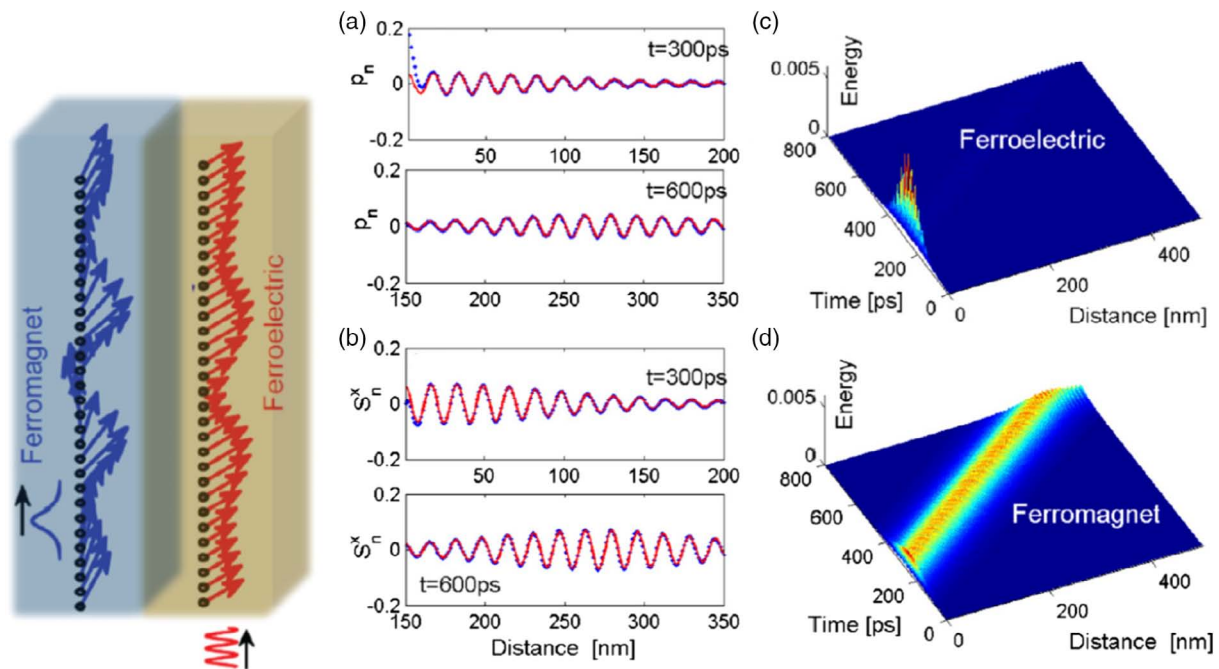 Ferromagnet
Ferroelectric
(a)
0.2
0
-0.2
pn
t=300ps
50
100
150
200
0.2
0
-0.2
pn
t=600ps
150
200
250
300
350
(b)
0.2
0
-0.2
Sxn
t=300ps
50
100
150
200
0.2
0
-0.2
Sxn
t=600ps
150
200
250
300
350
Distance [nm]
(c)
Energy
0.005
0
Ferroelectric
800
600
400
200
0
Time [ps]
0
200
400
Distance [nm]
(d)
Energy
0.005
0
Ferromagnet
800
600
400
200
0
Time [ps]
0
200
400
Distance [nm]